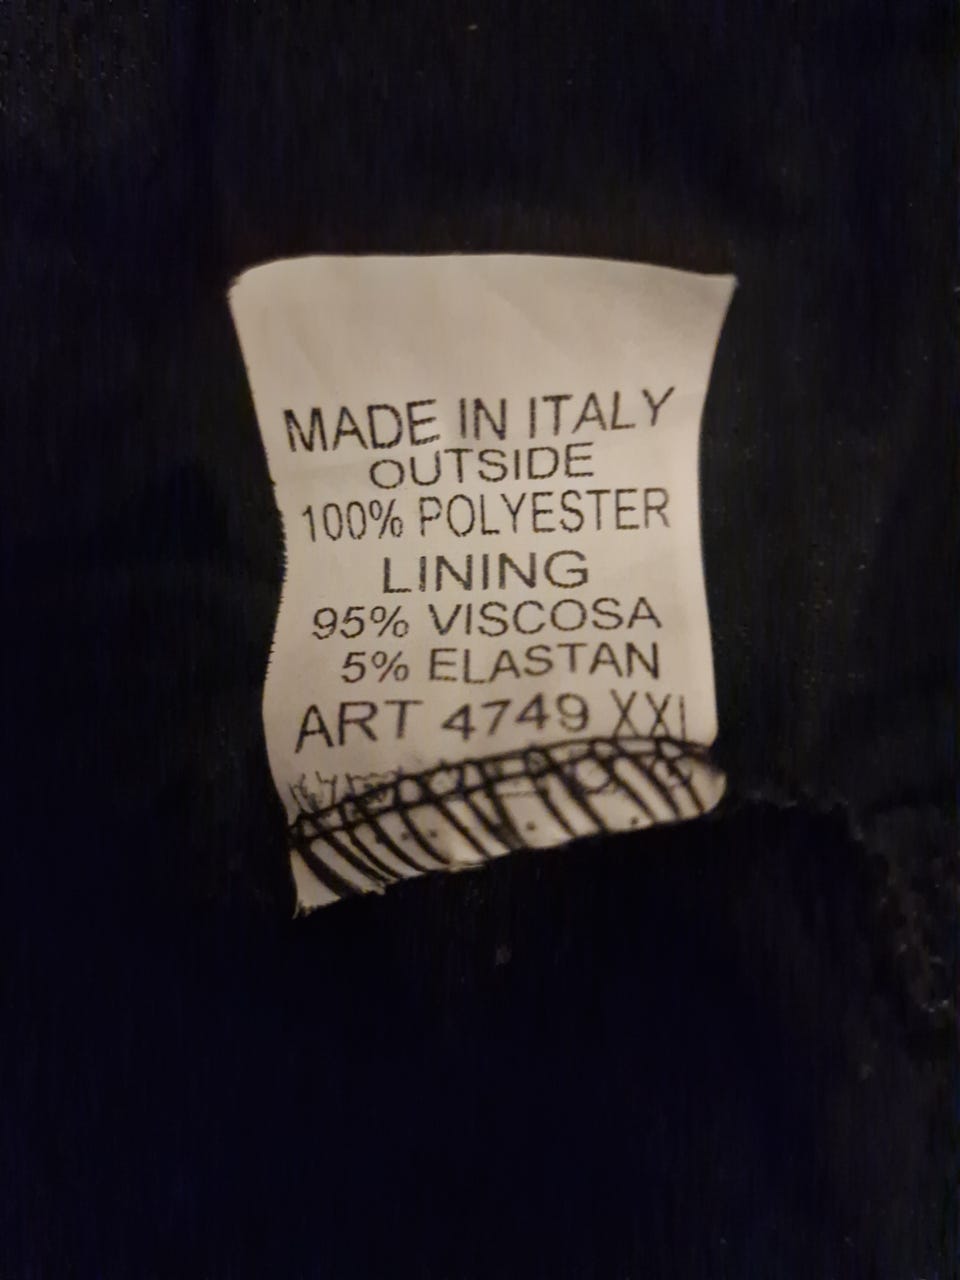 MADE IN ITALY
OUTSIDE
100% POLYESTER
LINING
95% VISCOSA
5% ELASTAN
ART 4749 XXL